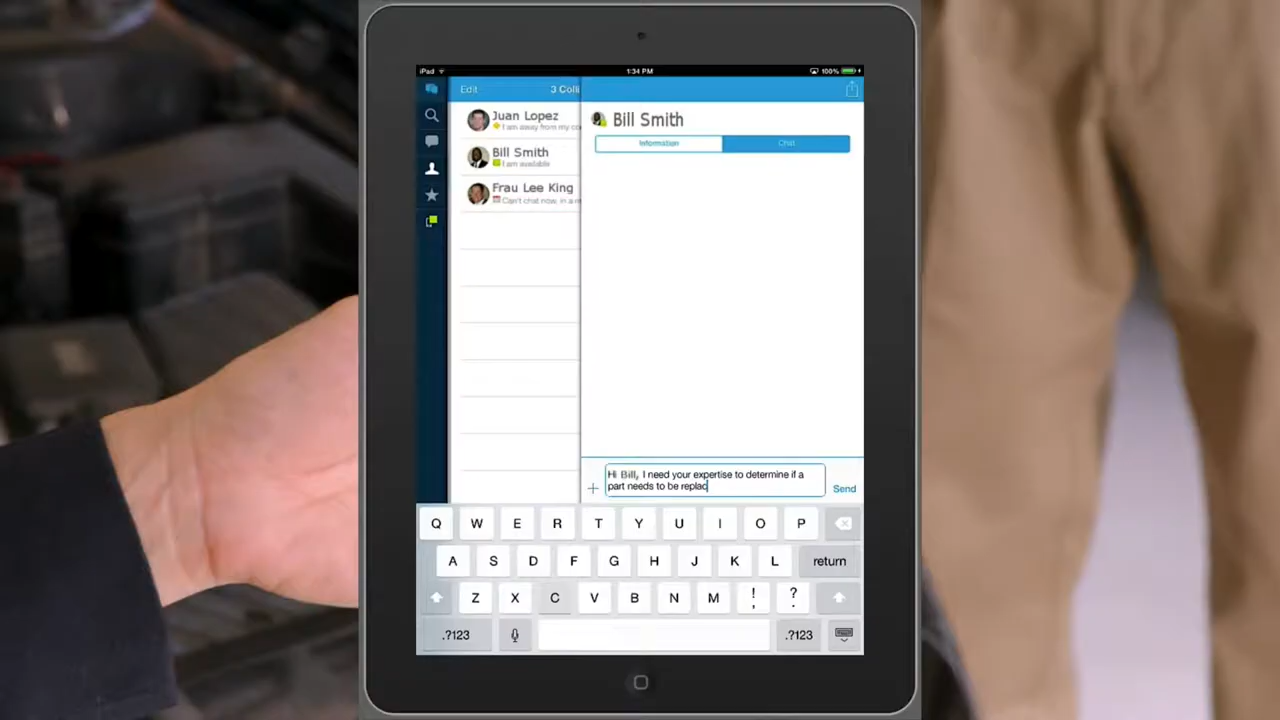 iPad
1:34 PM
100%
Edit
3 Colli
Juan Lopez
I am away from my co
Bill Smith
I am available
Frau Lee King
Can't chat now, in a m
Bill Smith
Information
Chat
Hi Bill, I need your expertise to determine if a
part needs to be replac
Send
Q W E R T Y U I O P
A S D F G H J K L return
Z X C V B N M ! , ? .
.?123 .?123